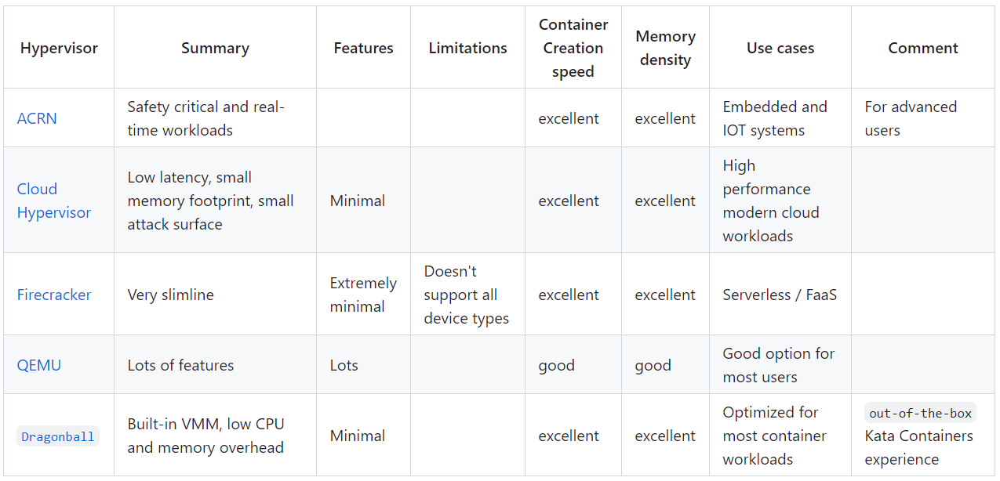 Hypervisor
Summary
Features
Limitations
Container
Creation
speed
Memory
density
Use cases
Comment
ACRN
Safety critical and real-
time workloads
excellent
excellent
Embedded and
IOT systems
For advanced
users
Cloud
Hypervisor
Low latency, small
memory footprint, small
attack surface
Minimal
excellent
excellent
High
performance
modern cloud
workloads
Firecracker
Very slimline
Extremely
minimal
Doesn't
support all
device types
excellent
excellent
Serverless / FaaS
QEMU
Lots of features
Lots
good
good
Good option for
most users
Dragonball
Built-in VMM, low CPU
and memory overhead
Minimal
excellent
excellent
Optimized for
most container
workloads
out-of-the-box
Kata Containers
experience